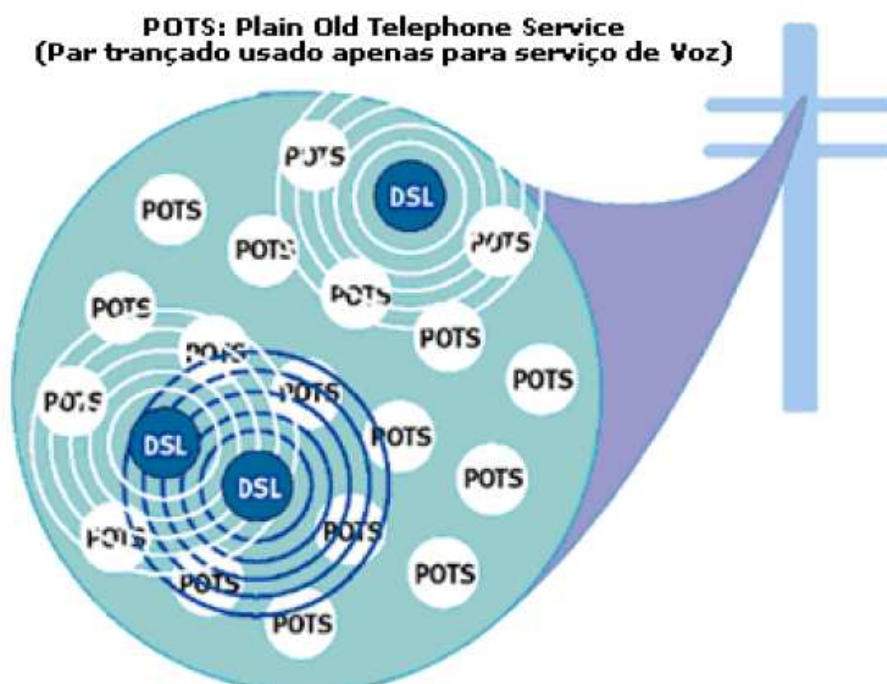 POTS: Plain Old Telephone Service
(Par trançado usado apenas para serviço de Voz)
POTS
DSL
POTS
POTS
POTS
POTS
POTS
POTS
POTS
POTS
POTS
POTS
POTS
DSL
DSL
POTS
POTS
POTS
POTS
POTS
POTS